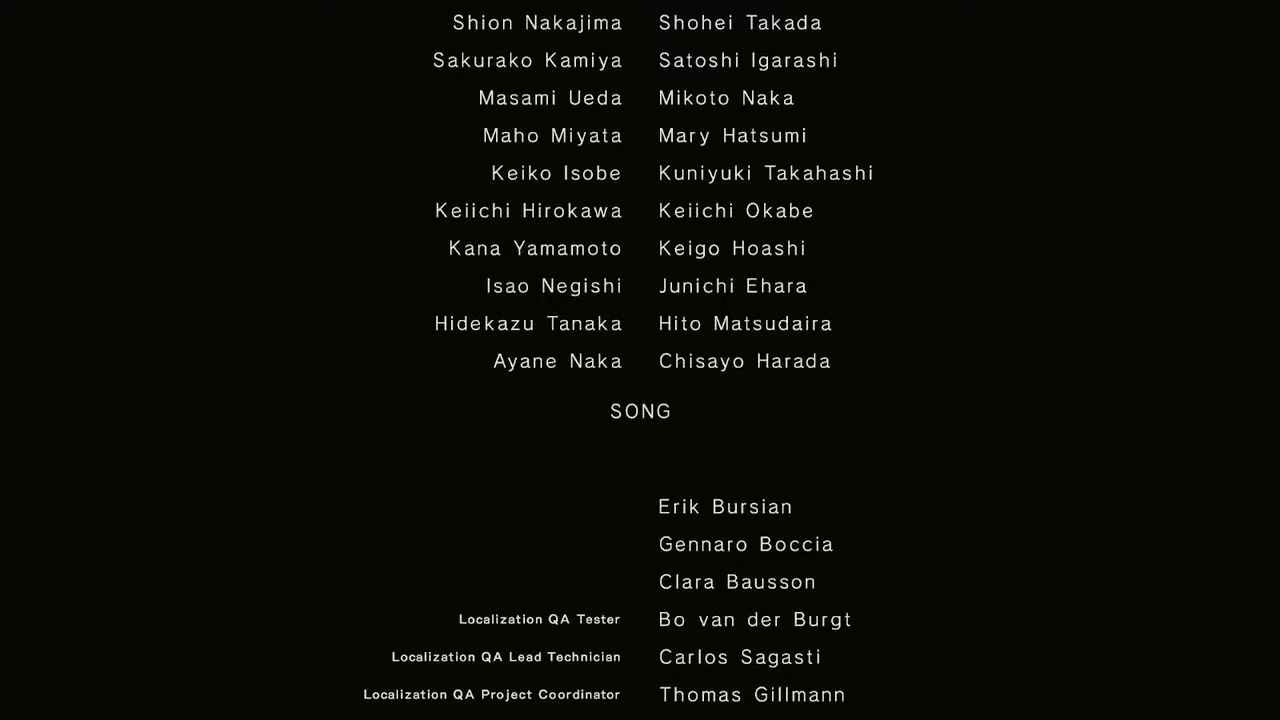 Shion Nakajima Shohei Takada
Sakurako Kamiya Satoshi Igarashi
Masami Ueda Mikoto Naka
Maho Miyata Mary Hatsumi
Keiko Isobe Kuniyuki Takahashi
Keiichi Hirokawa Keiichi Okabe
Kana Yamamoto Keigo Hoashi
Isao Negishi Junichi Ehara
Hidekazu Tanaka Hito Matsudaira
Ayane Naka Chisayo Harada
SONG
Erik Bursian
Gennaro Boccia
Clara Bausson
Localization QA Tester Bo van der Burgt
Localization QA Lead Technician Carlos Sagasti
Localization QA Project Coordinator Thomas Gillmann